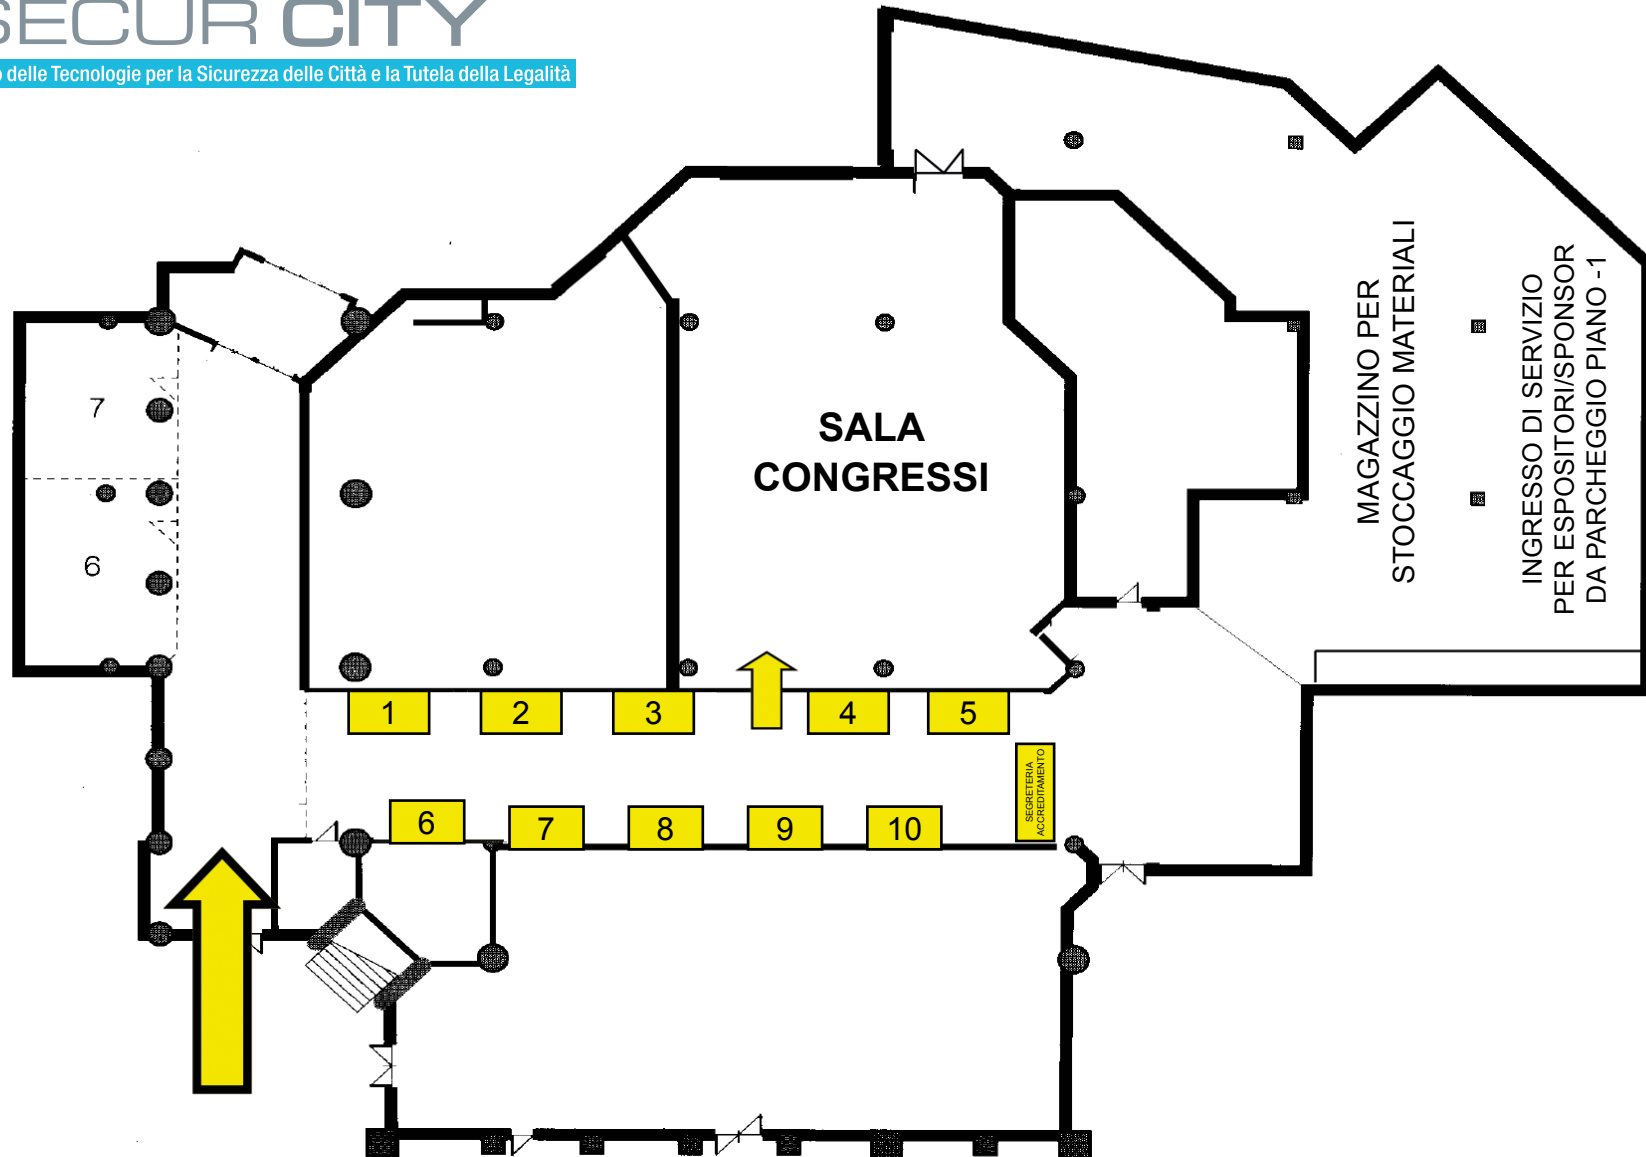 SECUR CITY
delle Tecnologie per la Sicurezza delle Città e la Tutela della Legalità
SALA
CONGRESSI
MAGAZZINO PER
STOCCAGGIO MATERIALI
INGRESSO DI SERVIZIO
PER ESPOSITORI/SPONSOR
DA PARCHEGGIO PIANO -1
7
6
1
2
3
4
5
SEGRETERIA
ACCREDITAMENTO
6
7
8
9
10